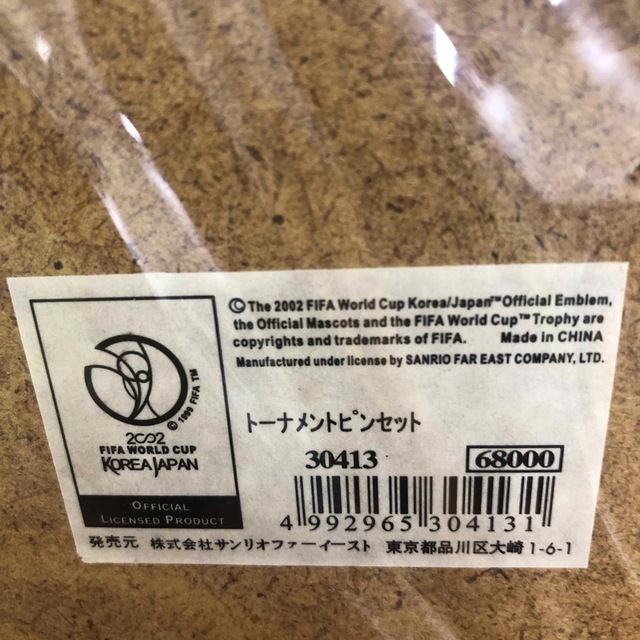 © The 2002 FIFA World Cup Korea/Japan™ Official Emblem,
the Official Mascots and the FIFA World Cup™ Trophy are
copyrights and trademarks of FIFA. Made in CHINA
Manufactured under license by SANRIO FAR EAST COMPANY, LTD.
© 1999 FIFA TM
2002
FIFA WORLD CUP
KOREA JAPAN
OFFICIAL
LICENSED PRODUCT
トーナメントピンセット
30413 68000
4 992965 304131
発売元 株式会社サンリオファーイースト 東京都品川区大崎1-6-1